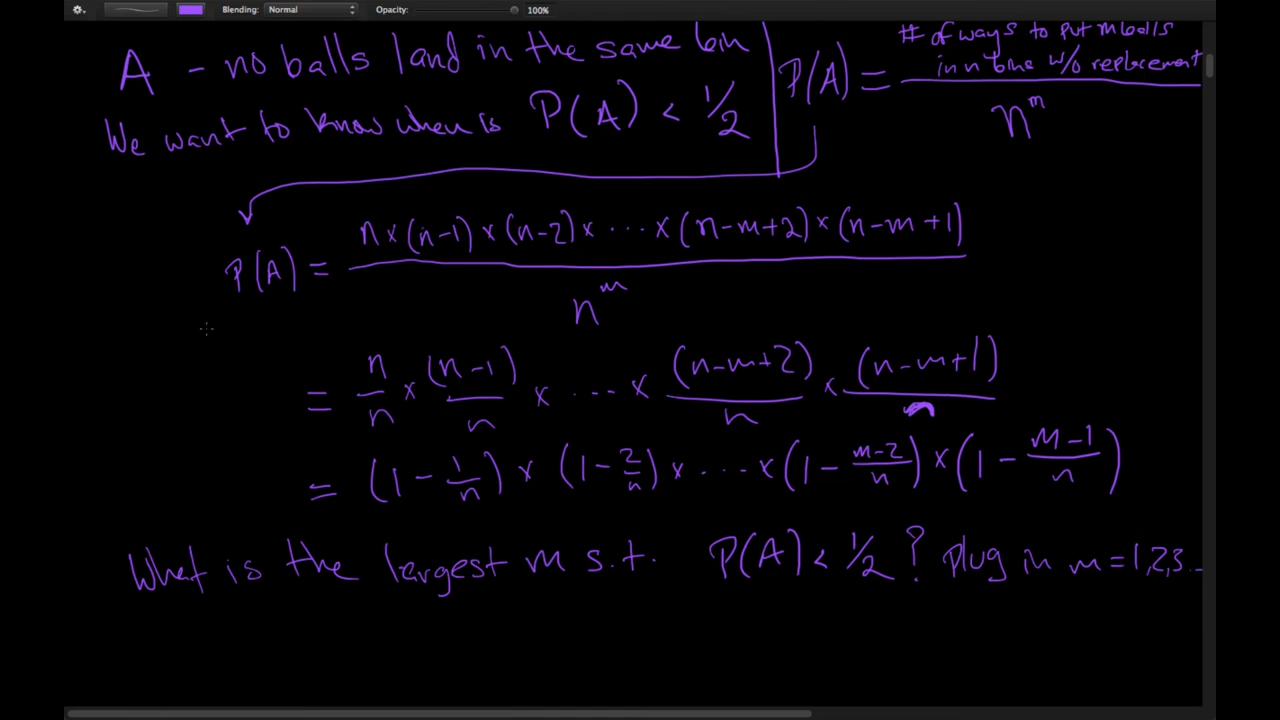 Blending: Normal Opacity: 100%
A - no balls land in the same bin
We want to know when is P(A) < 1/2
P(A) = # of ways to put m balls
in n bins w/o replacement
n^m
P(A) = n × (n-1) × (n-2) × ... × (n-m+2) × (n-m+1)
n^m
= n/n × (n-1)/n × ... × (n-m+2)/n × (n-m+1)/n
= (1 - 1/n) × (1 - 2/n) × ... × (1 - m-2/n) × (1 - m-1/n)
What is the largest m s.t. P(A) < 1/2 ? Plug in m = 1,2,3...